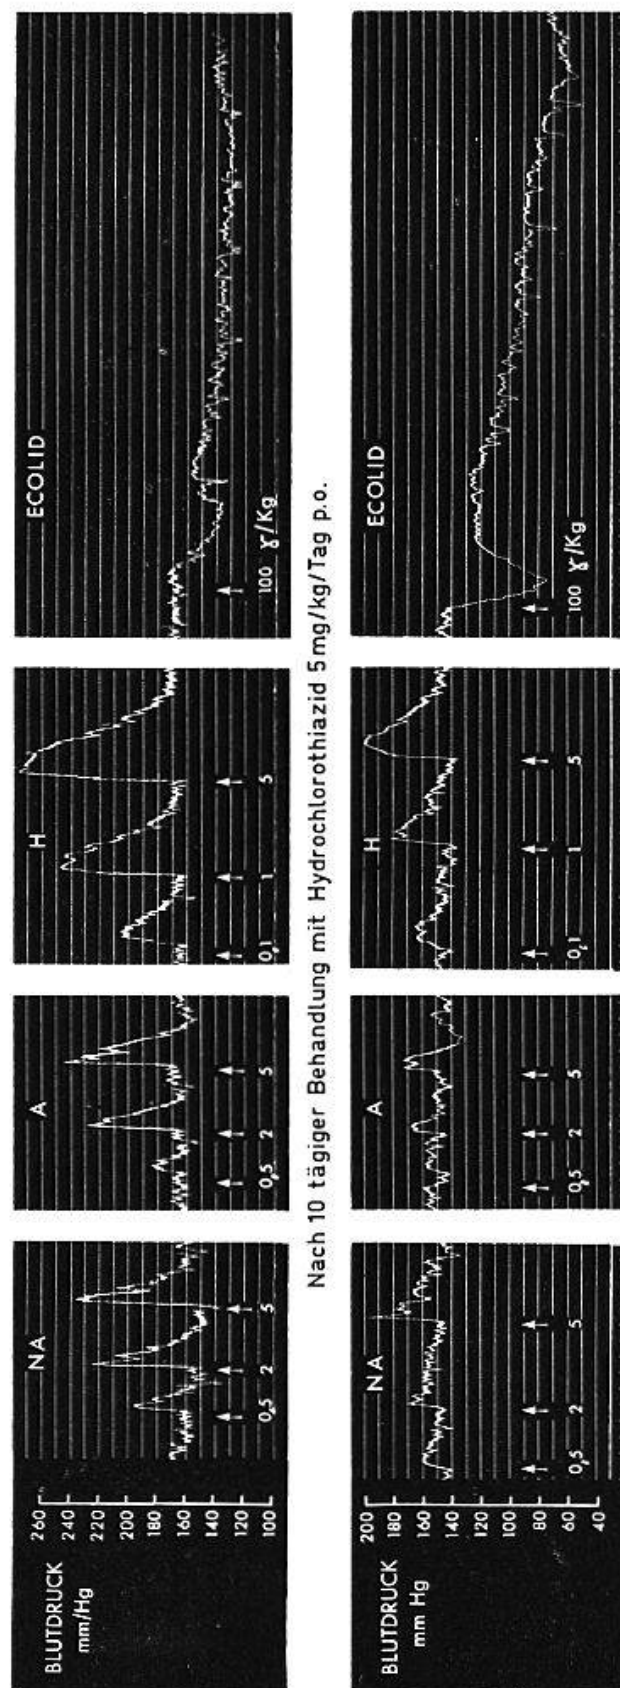 BLUTDRUCK
mm/Hg
260
240
220
200
180
160
140
120
100
NA
0,5 2 5
A
0,5 2 5
H
0,1 1 5
ECOLID
100 γ/Kg
Nach 10 tägiger Behandlung mit Hydrochlorothiazid 5mg/kg/Tag p.o.
BLUTDRUCK
mm Hg
200
180
160
140
120
100
80
60
40
NA
0,5 2 5
A
0,5 2 5
H
0,1 1 5
ECOLID
100 γ/Kg